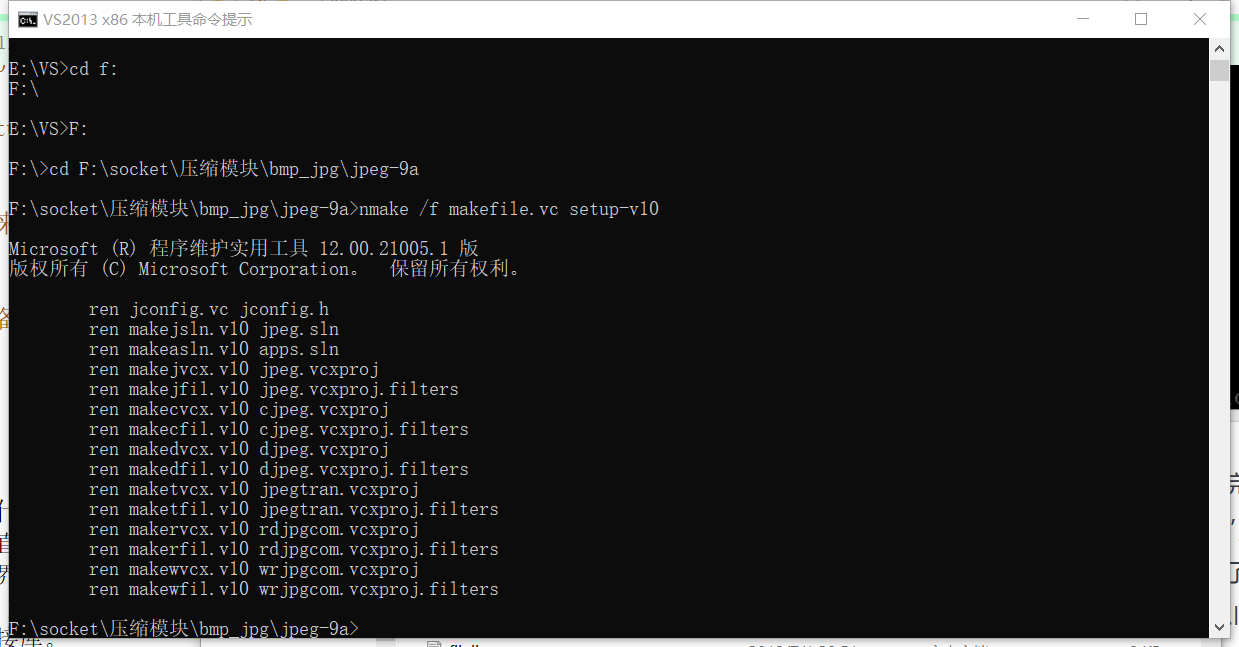 VS2013 x86 本机工具命令提示
E:\VS>cd f:
F:\
E:\VS>F:
F:\>cd F:\socket\压缩模块\bmp_jpg\jpeg-9a
F:\socket\压缩模块\bmp_jpg\jpeg-9a>nmake /f makefile.vc setup-v10
Microsoft (R) 程序维护实用工具 12.00.21005.1 版
版权所有 (C) Microsoft Corporation。  保留所有权利。
ren jconfig.vc jconfig.h
ren makejsln.v10 jpeg.sln
ren makeasln.v10 apps.sln
ren makejvcx.v10 jpeg.vcxproj
ren makejfil.v10 jpeg.vcxproj.filters
ren makecvcx.v10 cjpeg.vcxproj
ren makecfil.v10 cjpeg.vcxproj.filters
ren makedvcx.v10 djpeg.vcxproj
ren makedfil.v10 djpeg.vcxproj.filters
ren maketvcx.v10 jpegtran.vcxproj
ren maketfil.v10 jpegtran.vcxproj.filters
ren makervcx.v10 rdjpgcom.vcxproj
ren makerfil.v10 rdjpgcom.vcxproj.filters
ren makewvcx.v10 wrjpgcom.vcxproj
ren makewfil.v10 wrjpgcom.vcxproj.filters
F:\socket\压缩模块\bmp_jpg\jpeg-9a>